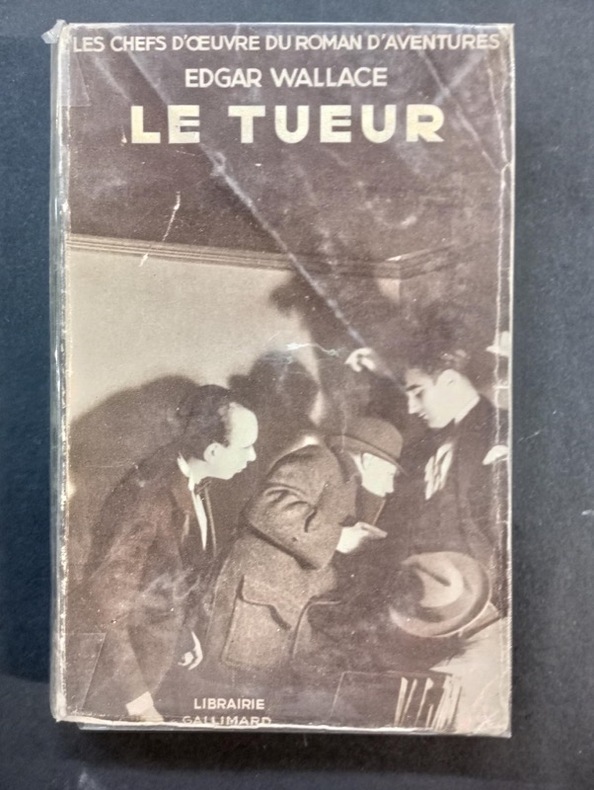 LES CHEFS D'ŒUVRE DU ROMAN D'AVENTURES
EDGAR WALLACE
LE TUEUR
LIBRAIRIE
GALLIMARD